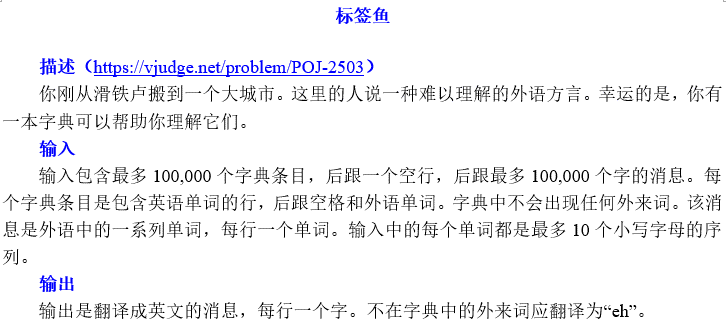 标签鱼
描述（https://vjudge.net/problem/POJ-2503）
你刚从滑铁卢搬到一个大城市。这里的人说一种难以理解的外语方言。幸运的是，你有
一本字典可以帮助你理解它们。
输入
输入包含最多 100,000 个字典条目，后跟一个空行，后跟最多 100,000 个字的消息。每
个字典条目是包含英语单词的行，后跟空格和外语单词。字典中不会出现任何外来词。该消
息是外语中的一系列单词，每行一个单词。输入中的每个单词都是最多 10 个小写字母的序
列。
输出
输出是翻译成英文的消息，每行一个字。不在字典中的外来词应翻译为“eh”。